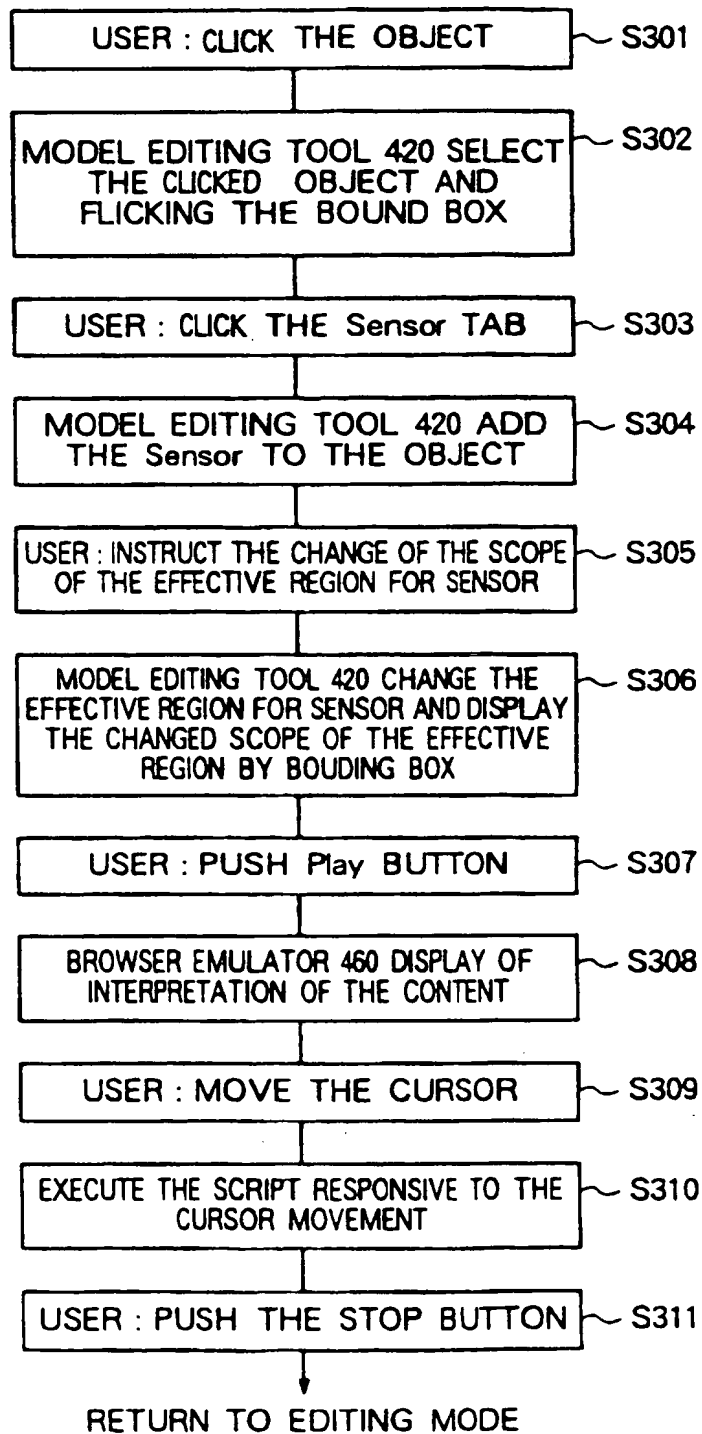 USER : CLICK THE OBJECT
S301
MODEL EDITING TOOL 420 SELECT
THE CLICKED OBJECT AND
FLICKING THE BOUND BOX
S302
USER : CLICK THE Sensor TAB
S303
MODEL EDITING TOOL 420 ADD
THE Sensor TO THE OBJECT
S304
USER : INSTRUCT THE CHANGE OF THE SCOPE
OF THE EFFECTIVE REGION FOR SENSOR
S305
MODEL EDITING TOOL 420 CHANGE THE
EFFECTIVE REGION FOR SENSOR AND DISPLAY
THE CHANGED SCOPE OF THE EFFECTIVE
REGION BY BOUDING BOX
S306
USER : PUSH Play BUTTON
S307
BROWSER EMULATOR 460 DISPLAY OF
INTERPRETATION OF THE CONTENT
S308
USER : MOVE THE CURSOR
S309
EXECUTE THE SCRIPT RESPONSIVE TO THE
CURSOR MOVEMENT
S310
USER : PUSH THE STOP BUTTON
S311
RETURN TO EDITING MODE